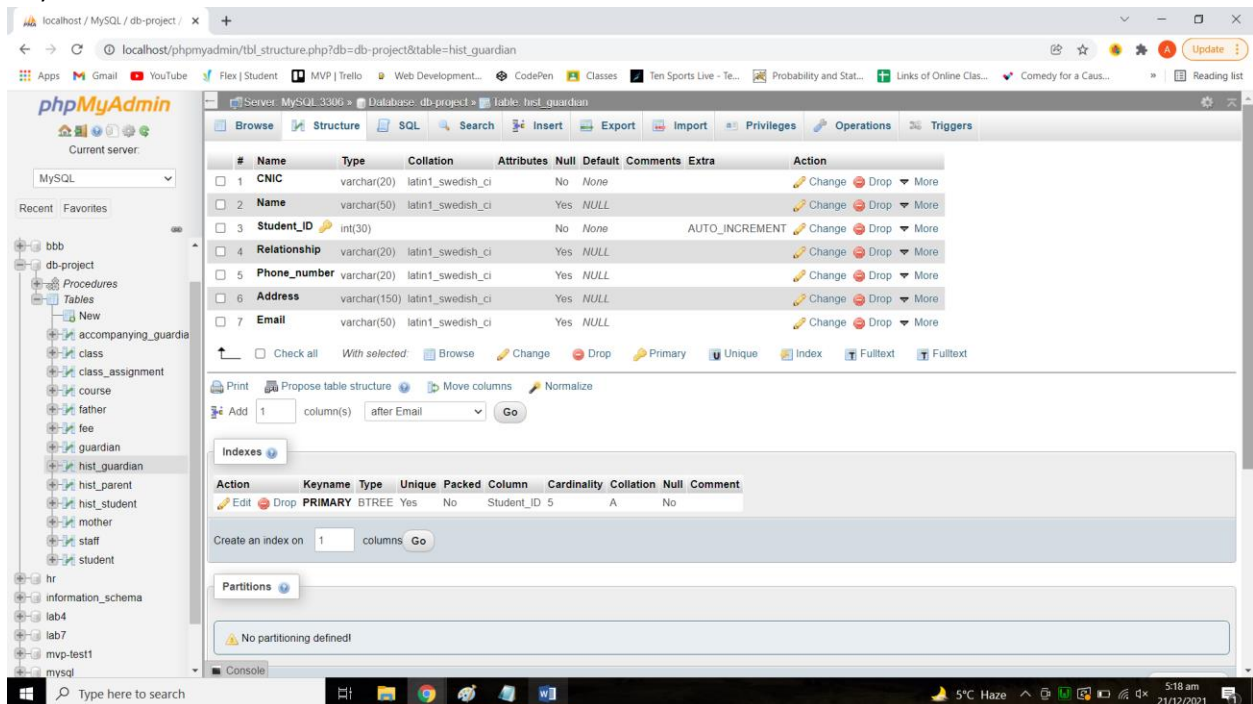 localhost / MySQL / db-project /
localhost/phpmyadmin/tbl_structure.php?db=db-project&table=hist_guardian
A Update
Apps Gmail YouTube Flex | Student MVP | Trello Web Development... CodePen Classes Ten Sports Live - Te... Probability and Stat... Links of Online Clas... Comedy for a Caus... » Reading list
phpMyAdmin
Current server:
MySQL
Recent Favorites
bbb
db-project
Procedures
Tables
New
accompanying_guardia
class
class_assignment
course
father
fee
guardian
hist_guardian
hist_parent
hist_student
mother
staff
student
hr
information_schema
lab4
lab7
mvp-test1
mysql
Server: MySQL:3306 » Database: db-project » Table: hist_guardian
Browse Structure SQL Search Insert Export Import Privileges Operations Triggers
# Name Type Collation Attributes Null Default Comments Extra Action
1 CNIC varchar(20) latin1_swedish_ci No None Change Drop More
2 Name varchar(50) latin1_swedish_ci Yes NULL Change Drop More
3 Student_ID int(30) No None AUTO_INCREMENT Change Drop More
4 Relationship varchar(20) latin1_swedish_ci Yes NULL Change Drop More
5 Phone_number varchar(20) latin1_swedish_ci Yes NULL Change Drop More
6 Address varchar(150) latin1_swedish_ci Yes NULL Change Drop More
7 Email varchar(50) latin1_swedish_ci Yes NULL Change Drop More
Check all With selected: Browse Change Drop Primary Unique Index Fulltext Fulltext
Print Propose table structure Move columns Normalize
Add 1 column(s) after Email Go
Indexes
Action Keyname Type Unique Packed Column Cardinality Collation Null Comment
Edit Drop PRIMARY BTREE Yes No Student_ID 5 A No
Create an index on 1 columns Go
Partitions
No partitioning defined!
Console
Type here to search
5°C Haze
5:18 am
21/12/2021